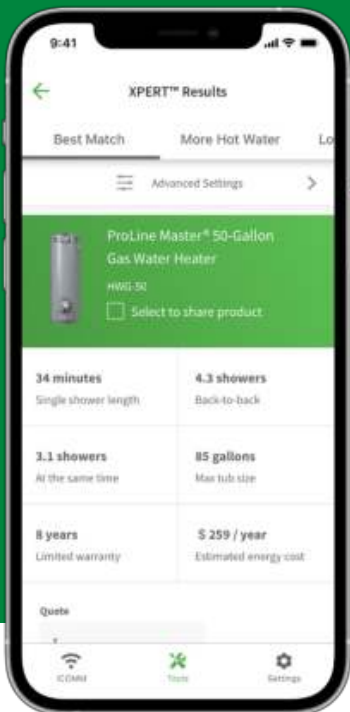 9:41
XPERT™ Results
Best Match
More Hot Water
Lo
Advanced Settings
ProLine Master® 50-Gallon
Gas Water Heater
HWG-50
Select to share product
34 minutes
Single shower length
4.3 showers
Back-to-back
3.1 showers
At the same time
85 gallons
Max tub size
8 years
Limited warranty
$ 259 / year
Estimated energy cost
Quote
iCOMM
Tools
Settings